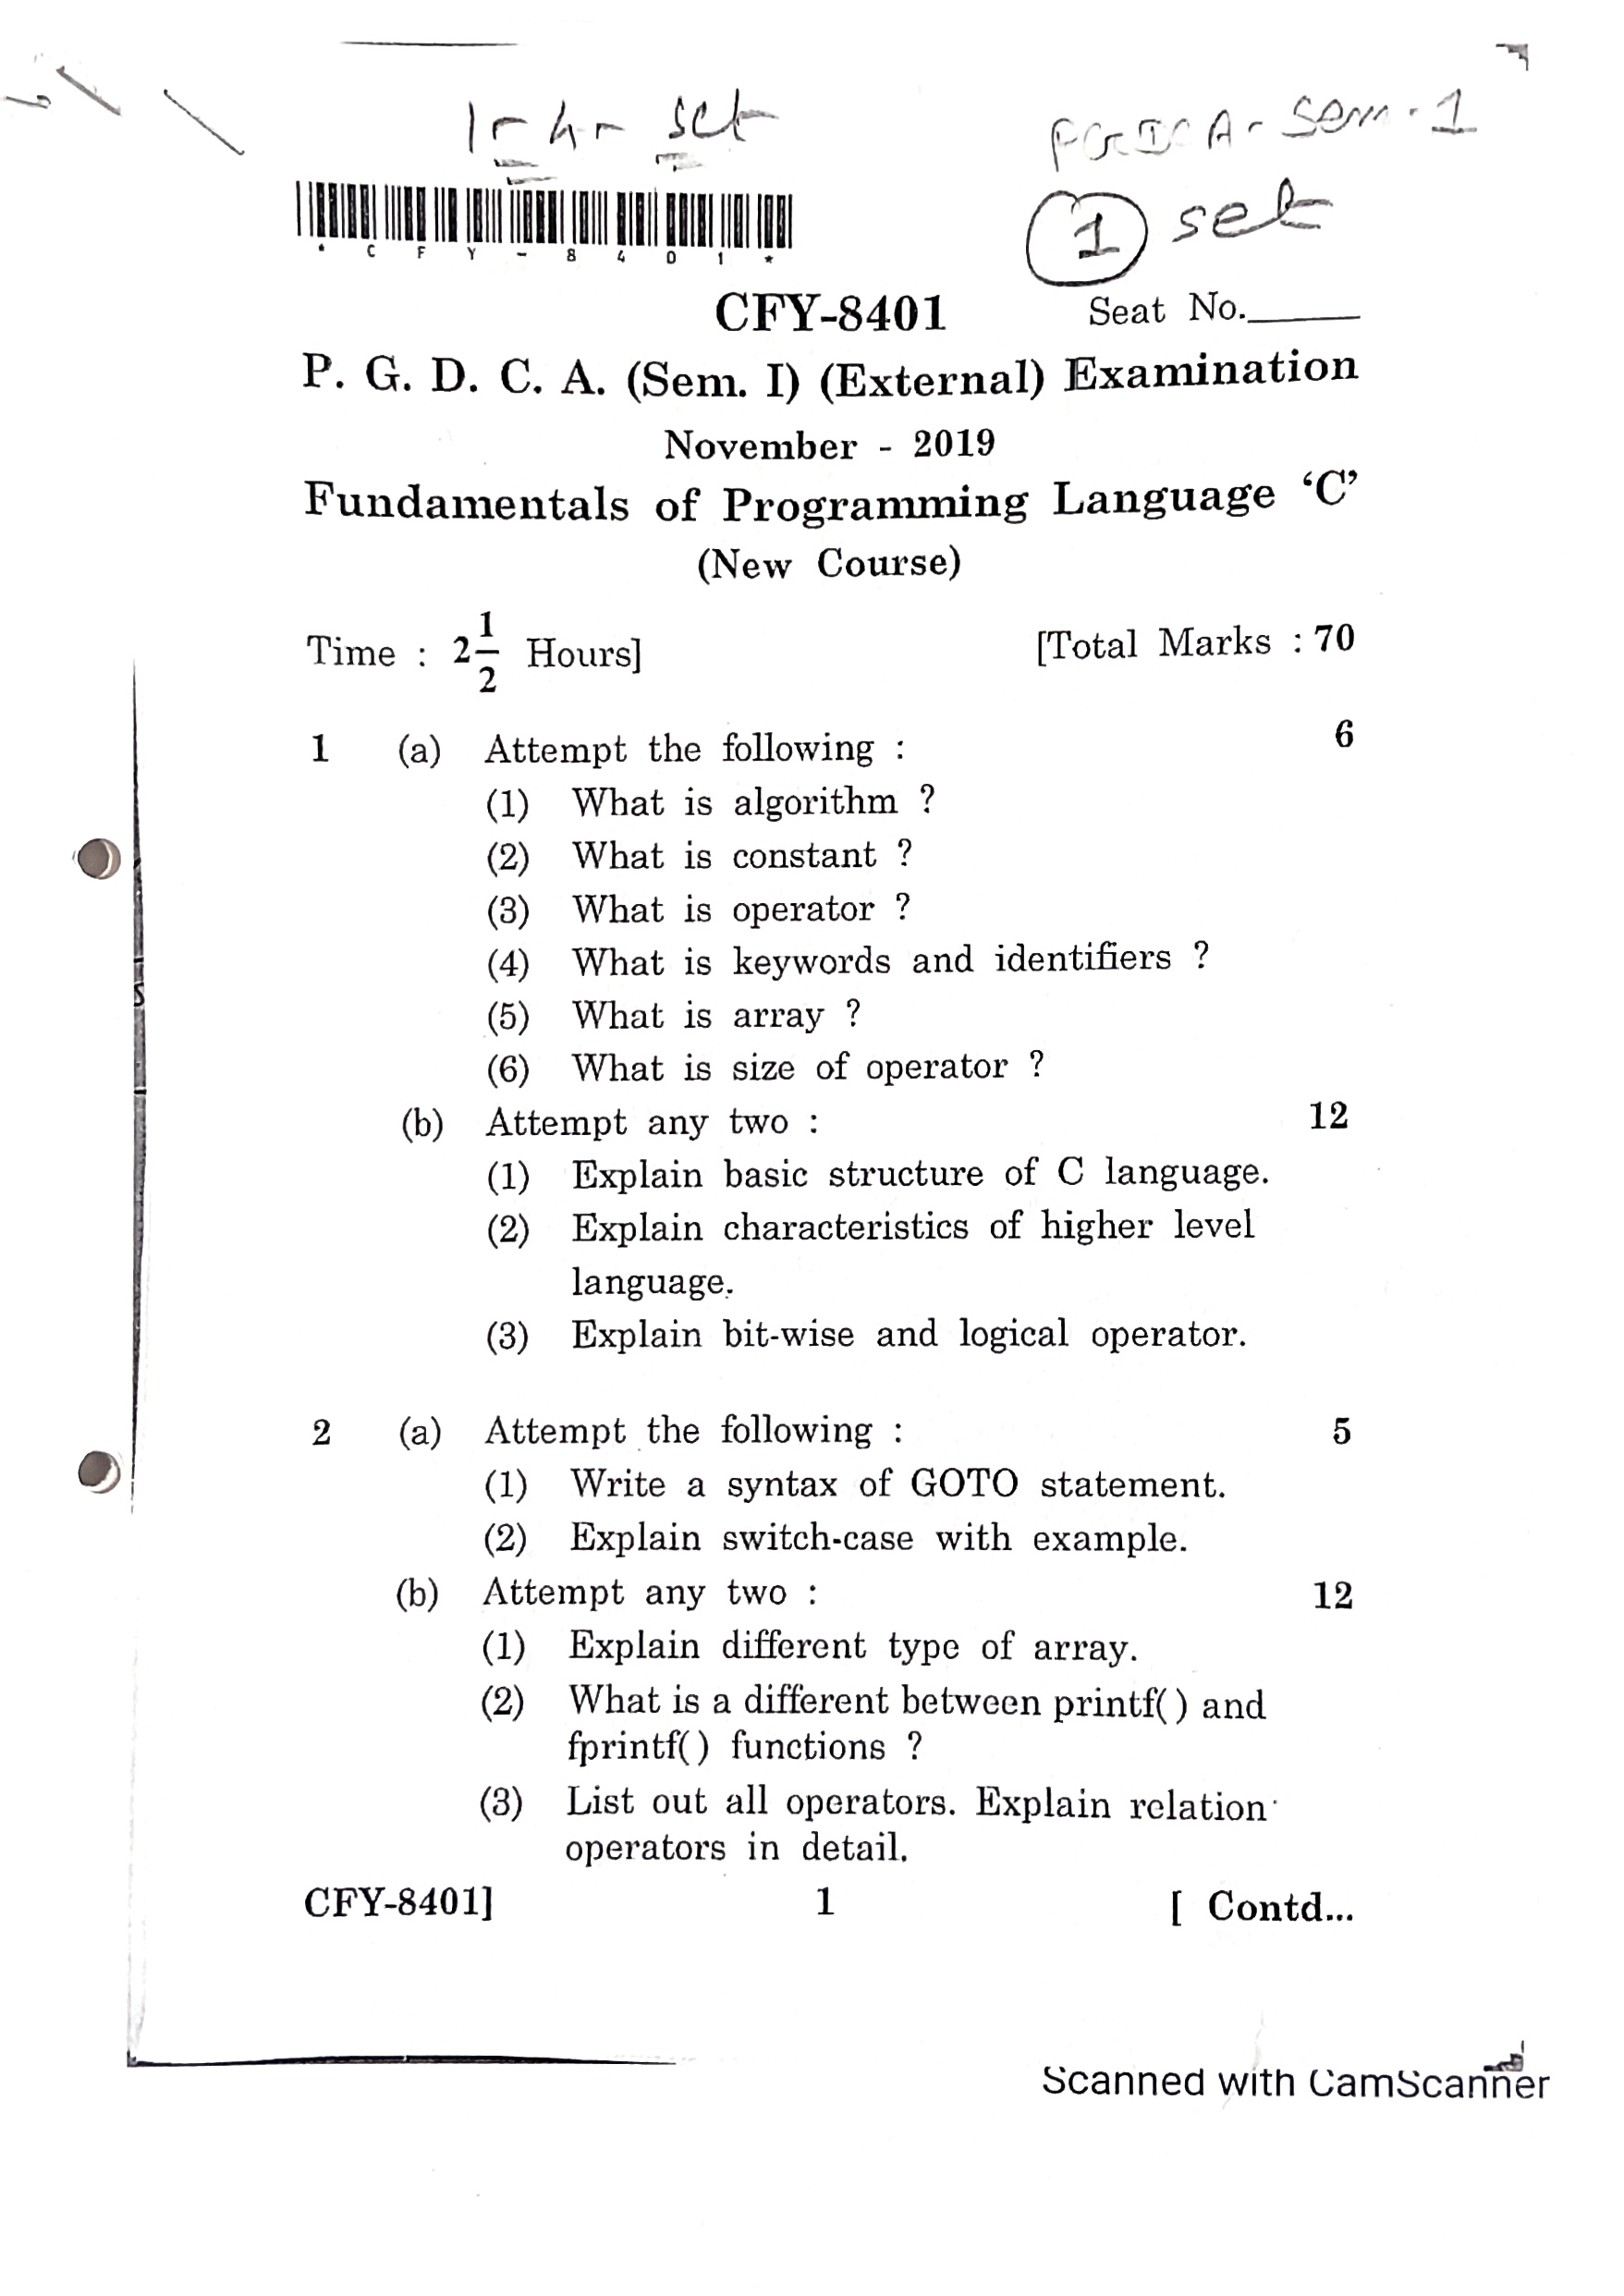 1-4- set
PGDCA-Sem-1
1 set
* C F Y - 8 4 0 1 *
CFY-8401 Seat No.______
P. G. D. C. A. (Sem. I) (External) Examination
November - 2019
Fundamentals of Programming Language ‘C’
(New Course)
Time : 2 1/2 Hours] [Total Marks : 70
1 (a) Attempt the following : 6
(1) What is algorithm ?
(2) What is constant ?
(3) What is operator ?
(4) What is keywords and identifiers ?
(5) What is array ?
(6) What is size of operator ?
(b) Attempt any two : 12
(1) Explain basic structure of C language.
(2) Explain characteristics of higher level
language.
(3) Explain bit-wise and logical operator.
2 (a) Attempt the following : 5
(1) Write a syntax of GOTO statement.
(2) Explain switch-case with example.
(b) Attempt any two : 12
(1) Explain different type of array.
(2) What is a different between printf( ) and
fprintf( ) functions ?
(3) List out all operators. Explain relation
operators in detail.
CFY-8401] 1 [ Contd...
Scanned with CamScanner